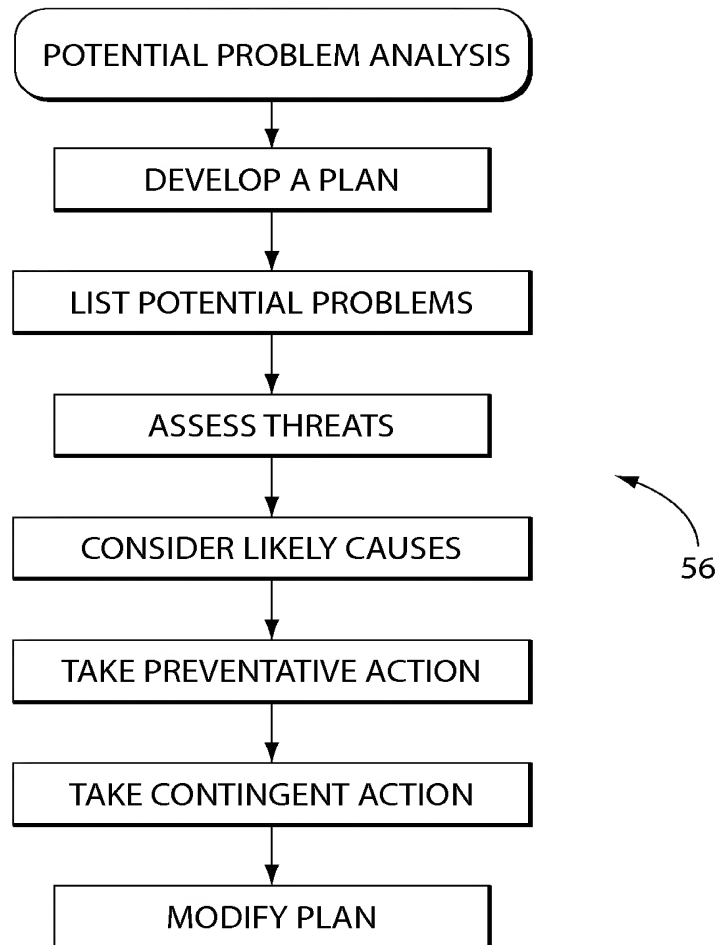 POTENTIAL PROBLEM ANALYSIS
DEVELOP A PLAN
LIST POTENTIAL PROBLEMS
ASSESS THREATS
CONSIDER LIKELY CAUSES
56
TAKE PREVENTATIVE ACTION
TAKE CONTINGENT ACTION
MODIFY PLAN